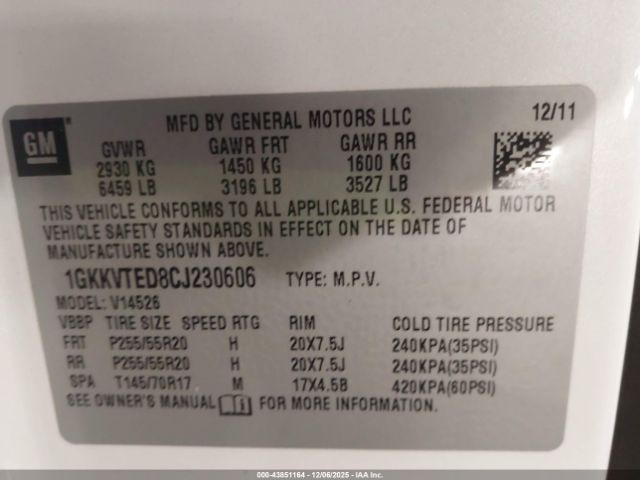 MFD BY GENERAL MOTORS LLC 12/11
GM
GVWR GAWR FRT GAWR RR
2930 KG 1450 KG 1600 KG
6459 LB 3196 LB 3527 LB
THIS VEHICLE CONFORMS TO ALL APPLICABLE U.S. FEDERAL MOTOR
VEHICLE SAFETY STANDARDS IN EFFECT ON THE DATE OF
MANUFACTURE SHOWN ABOVE.
1GKKVTED8CJ230606 TYPE: M.P.V.
MODEL: V14526
VBBP TIRE SIZE SPEED RTG RIM COLD TIRE PRESSURE
FRT P255/55R20 H 20X7.5J 240KPA(35PSI)
RR P255/55R20 H 20X7.5J 240KPA(35PSI)
SPA T145/70R17 M 17X4.5B 420KPA(60PSI)
SEE OWNER'S MANUAL FOR MORE INFORMATION.
000-43851164 - 12/06/2025 - IAA Inc.